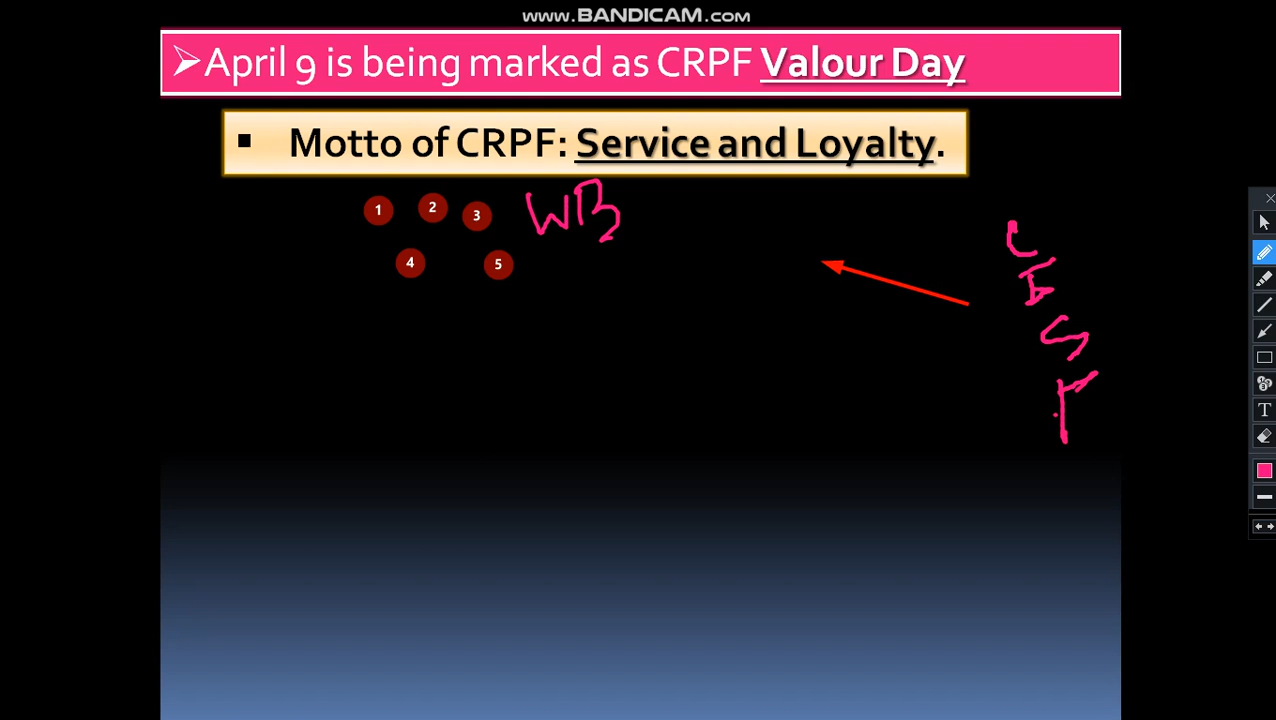 www.BANDICAM.com
➢April 9 is being marked as CRPF Valour Day
▪ Motto of CRPF: Service and Loyalty.
1 2 3 WB
4 5
T